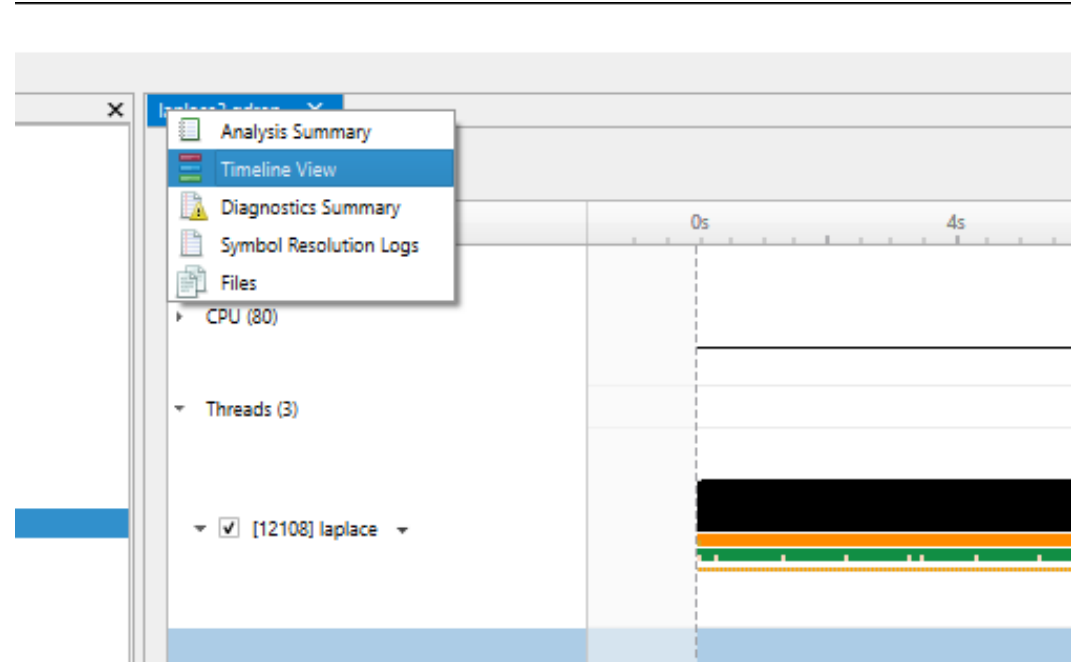 Analysis Summary
Timeline View
Diagnostics Summary
Symbol Resolution Logs
Files
0s 4s
CPU (80)
Threads (3)
[12108] laplace